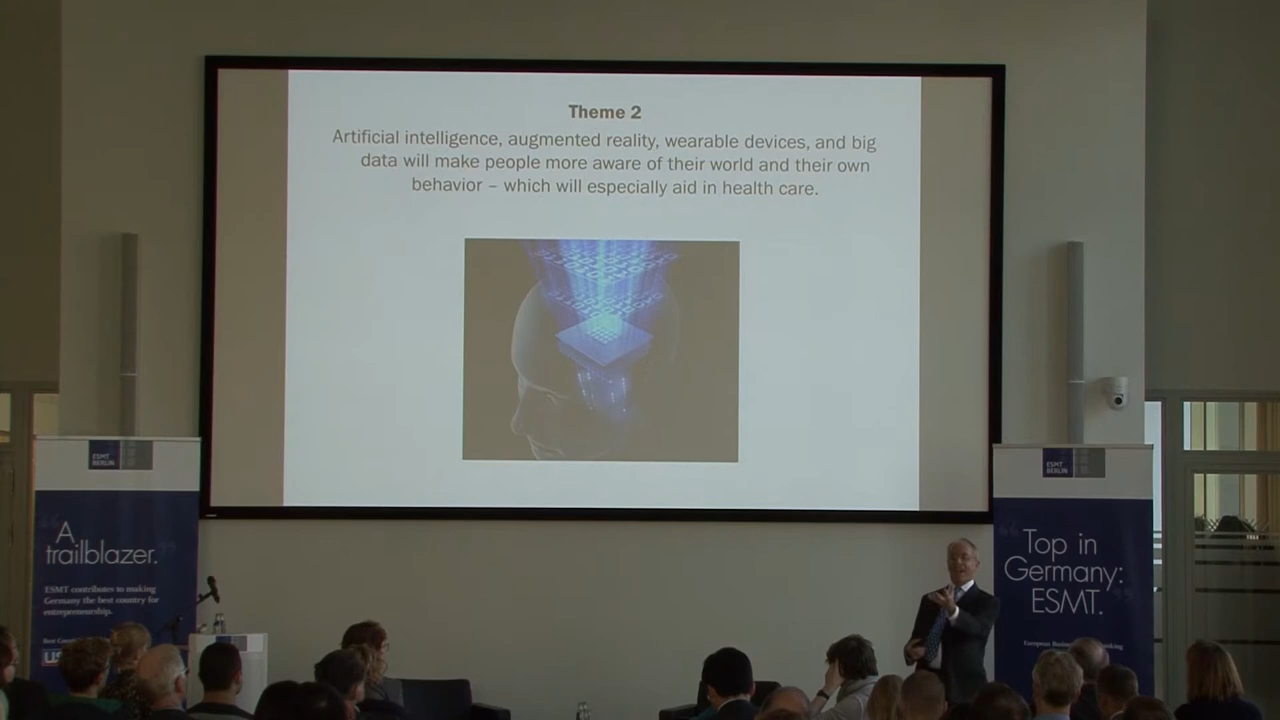 Theme 2
Artificial intelligence, augmented reality, wearable devices, and big
data will make people more aware of their world and their own
behavior – which will especially aid in health care.
ESMT
BERLIN
A
trailblazer.
ESMT contributes to making
Germany the best country for
entrepreneurship.
ESMT
BERLIN
Top in
Germany:
ESMT.
European